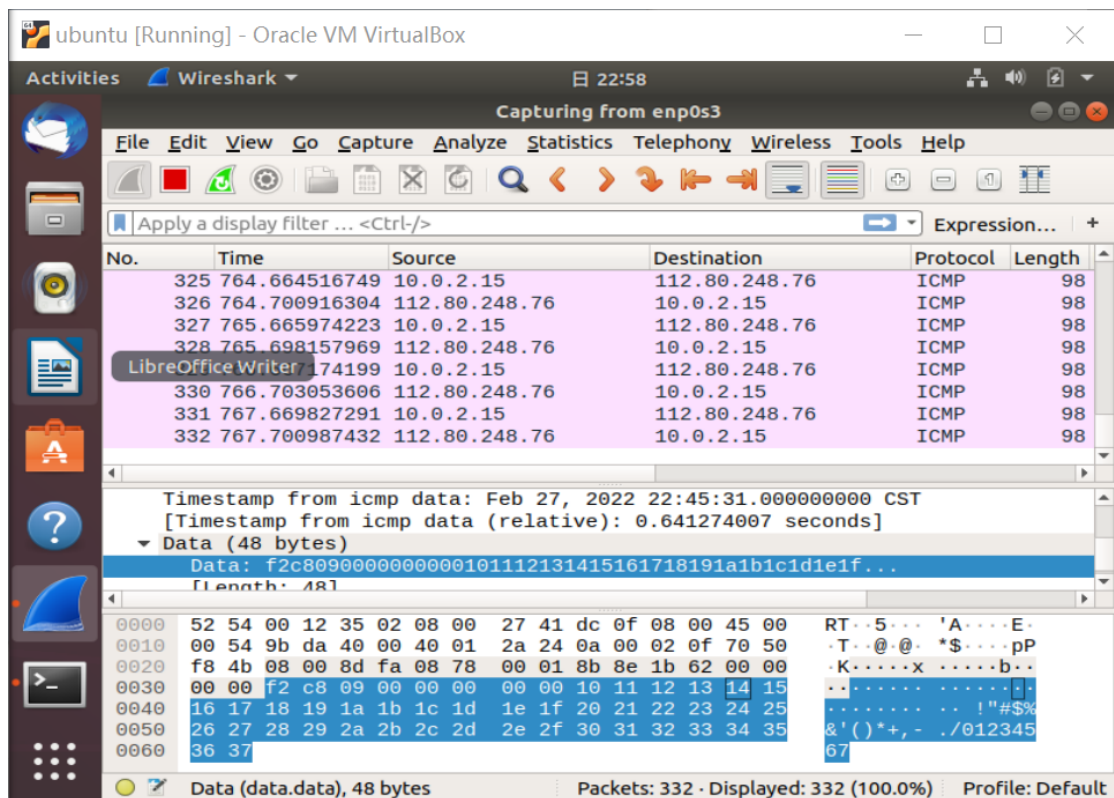 ubuntu [Running] - Oracle VM VirtualBox
Activities Wireshark 日 22:58
Capturing from enp0s3
File Edit View Go Capture Analyze Statistics Telephony Wireless Tools Help
Apply a display filter ... <Ctrl-/> Expression... +
No. Time Source Destination Protocol Length
325 764.664516749 10.0.2.15 112.80.248.76 ICMP 98
326 764.700916304 112.80.248.76 10.0.2.15 ICMP 98
327 765.665974223 10.0.2.15 112.80.248.76 ICMP 98
328 765.698157969 112.80.248.76 10.0.2.15 ICMP 98
LibreOffice Writer 7174199 10.0.2.15 112.80.248.76 ICMP 98
330 766.703053606 112.80.248.76 10.0.2.15 ICMP 98
331 767.669827291 10.0.2.15 112.80.248.76 ICMP 98
332 767.700987432 112.80.248.76 10.0.2.15 ICMP 98
Timestamp from icmp data: Feb 27, 2022 22:45:31.000000000 CST
[Timestamp from icmp data (relative): 0.641274007 seconds]
Data (48 bytes)
Data: f2c8090000000000101112131415161718191a1b1c1d1e1f...
[Length: 48]
0000 52 54 00 12 35 02 08 00 27 41 dc 0f 08 00 45 00 RT··5··· 'A····E·
0010 00 54 9b da 40 00 40 01 2a 24 0a 00 02 0f 70 50 ·T··@·@· *$····pP
0020 f8 4b 08 00 8d fa 08 78 00 01 8b 8e 1b 62 00 00 ·K·····x ·····b··
0030 00 00 f2 c8 09 00 00 00 00 00 10 11 12 13 14 15 ········ ········
0040 16 17 18 19 1a 1b 1c 1d 1e 1f 20 21 22 23 24 25 ········ ·· !"#$%
0050 26 27 28 29 2a 2b 2c 2d 2e 2f 30 31 32 33 34 35 &'()*+,- ./012345
0060 36 37 67
Data (data.data), 48 bytes Packets: 332 · Displayed: 332 (100.0%) Profile: Default